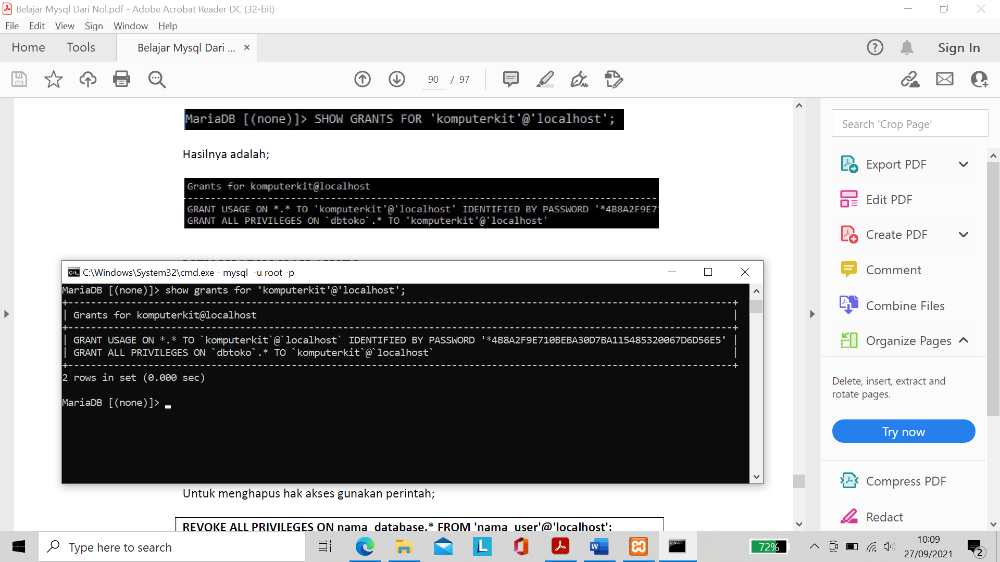 Belajar Mysql Dari Nol.pdf - Adobe Acrobat Reader DC (32-bit)
File Edit View Sign Window Help
Home Tools Belajar Mysql Dari ... × Sign In
90 / 97
MariaDB [(none)]> SHOW GRANTS FOR 'komputerkit'@'localhost';
Hasilnya adalah;
Grants for komputerkit@localhost
GRANT USAGE ON *.* TO 'komputerkit'@'localhost' IDENTIFIED BY PASSWORD '*4B8A2F9E7
GRANT ALL PRIVILEGES ON `dbtoko`.* TO 'komputerkit'@'localhost'
C:\Windows\System32\cmd.exe - mysql  -u root -p
MariaDB [(none)]> show grants for 'komputerkit'@'localhost';
| Grants for komputerkit@localhost |
| GRANT USAGE ON *.* TO `komputerkit`@`localhost` IDENTIFIED BY PASSWORD '*4B8A2F9E710BEBA30D7BA115485320067D6D56E5' |
| GRANT ALL PRIVILEGES ON `dbtoko`.* TO `komputerkit`@`localhost` |
2 rows in set (0.000 sec)
MariaDB [(none)]>
Untuk menghapus hak akses gunakan perintah;
REVOKE ALL PRIVILEGES ON nama_database.* FROM 'nama_user'@'localhost';
Search 'Crop Page'
Export PDF
Edit PDF
Create PDF
Comment
Combine Files
Organize Pages
Delete, insert, extract and
rotate pages.
Try now
Compress PDF
Redact
Type here to search
72%
10:09
27/09/2021
2